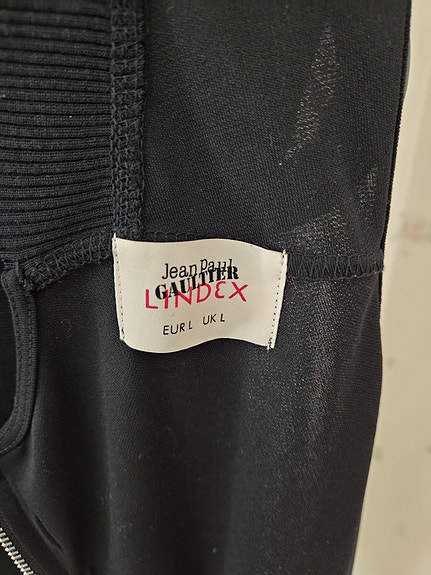 Jean Paul
GAULTIER
LINDEX
EUR L UK L